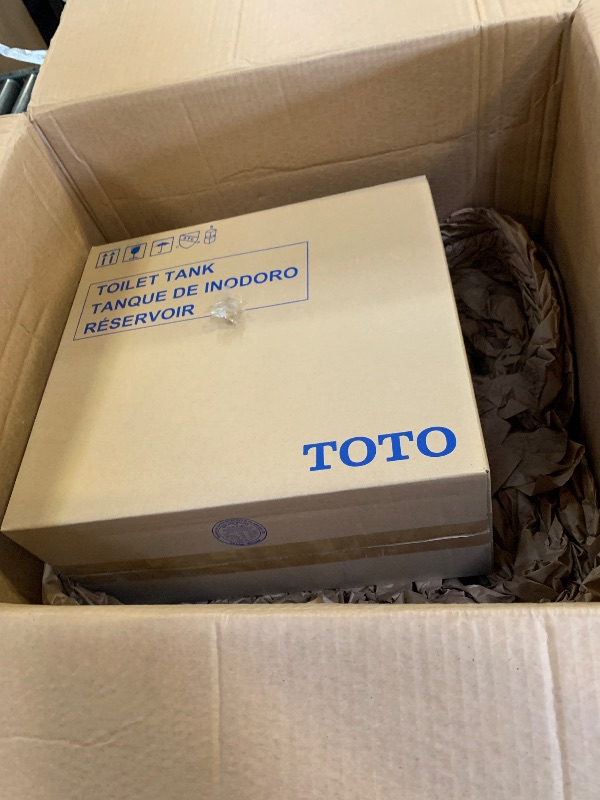 TOILET TANK
TANQUE DE INODORO
RÉSERVOIR
TOTO